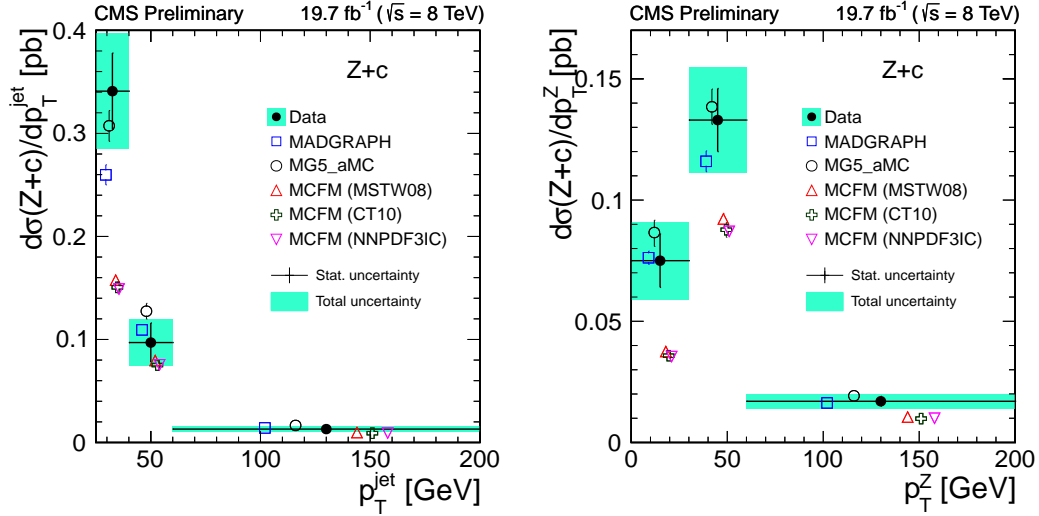 CMS Preliminary 19.7 fb⁻¹ (√s = 8 TeV)
dσ(Z+c)/dp_T^jet [pb]
0.4
0.3
0.2
0.1
0
Z+c
Data
MADGRAPH
MG5_aMC
MCFM (MSTW08)
MCFM (CT10)
MCFM (NNPDF3IC)
Stat. uncertainty
Total uncertainty
50 100 150 200
p_T^jet [GeV]
CMS Preliminary 19.7 fb⁻¹ (√s = 8 TeV)
dσ(Z+c)/dp_T^Z [pb]
0.15
0.1
0.05
0
Z+c
Data
MADGRAPH
MG5_aMC
MCFM (MSTW08)
MCFM (CT10)
MCFM (NNPDF3IC)
Stat. uncertainty
Total uncertainty
0 50 100 150 200
p_T^Z [GeV]